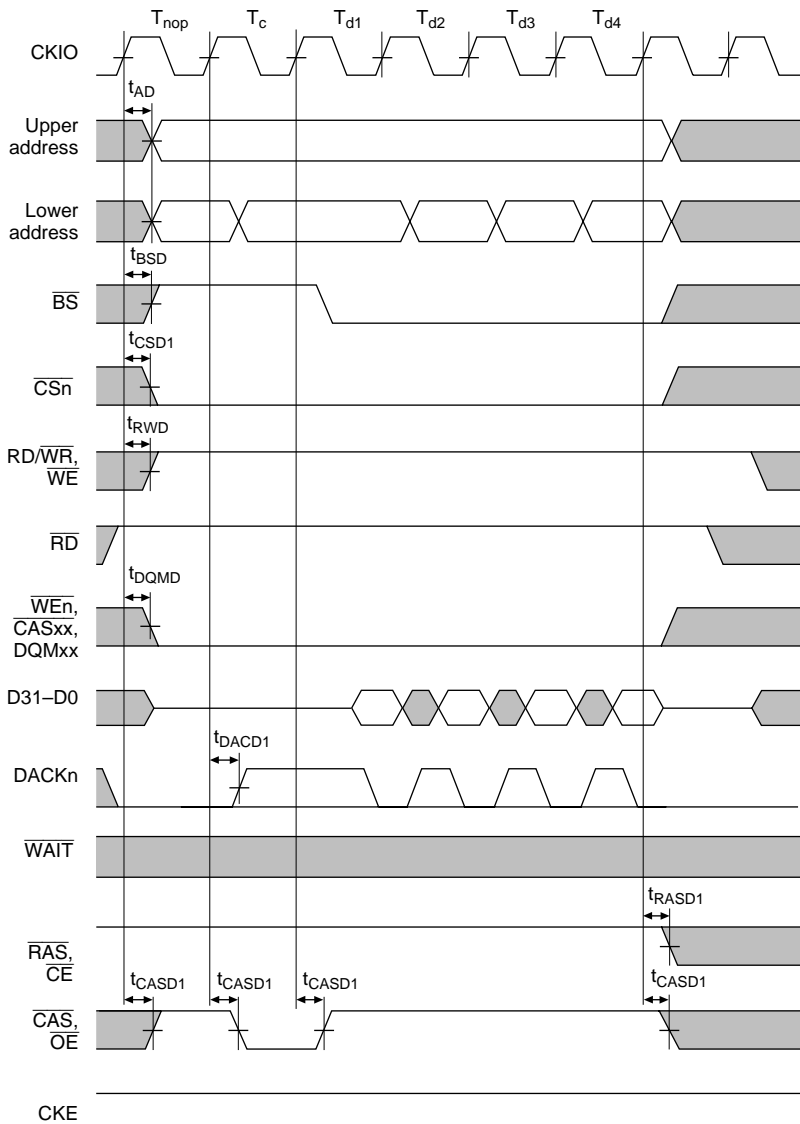 Tnop Tc Td1 Td2 Td3 Td4
CKIO
tAD
Upper
address
Lower
address
tBSD
BS
tCSD1
CSn
tRWD
RD/WR,
WE
RD
tDQMD
WEn,
CASxx,
DQMxx
D31–D0
tDACD1
DACKn
WAIT
tRASD1
RAS,
CE
tCASD1 tCASD1 tCASD1 tCASD1
CAS,
OE
CKE